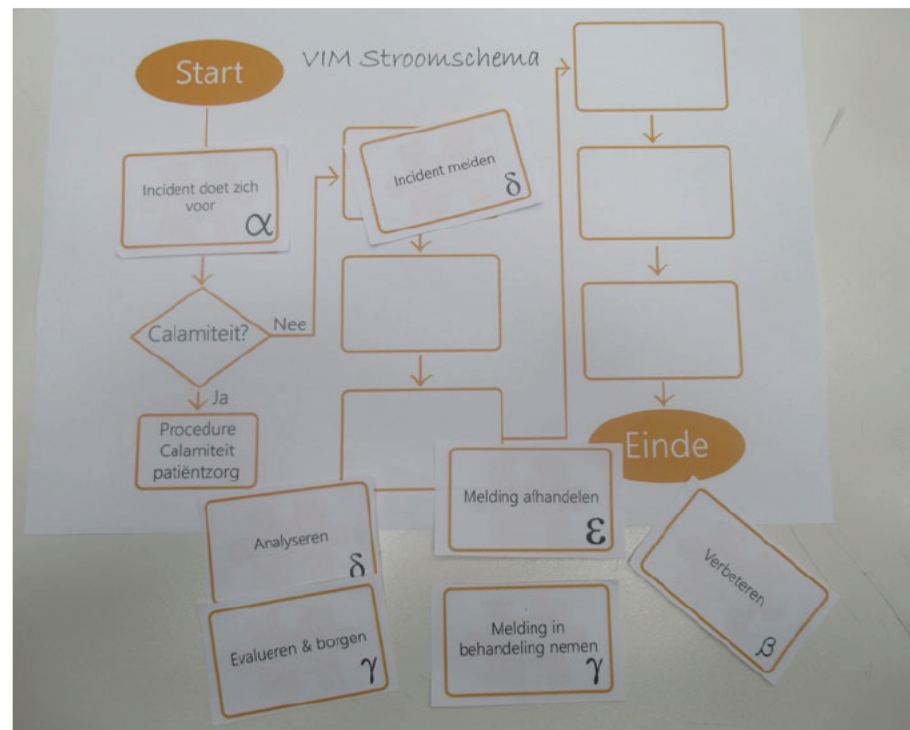 Start
VIM Stroomschema
Incident doet zich
voor
α
Incident melden
δ
Calamiteit?
Nee
Ja
Procedure
Calamiteit
patiëntzorg
Einde
Analyseren
δ
Melding afhandelen
ε
Verbeteren
β
Evalueren & borgen
γ
Melding in
behandeling nemen
γ